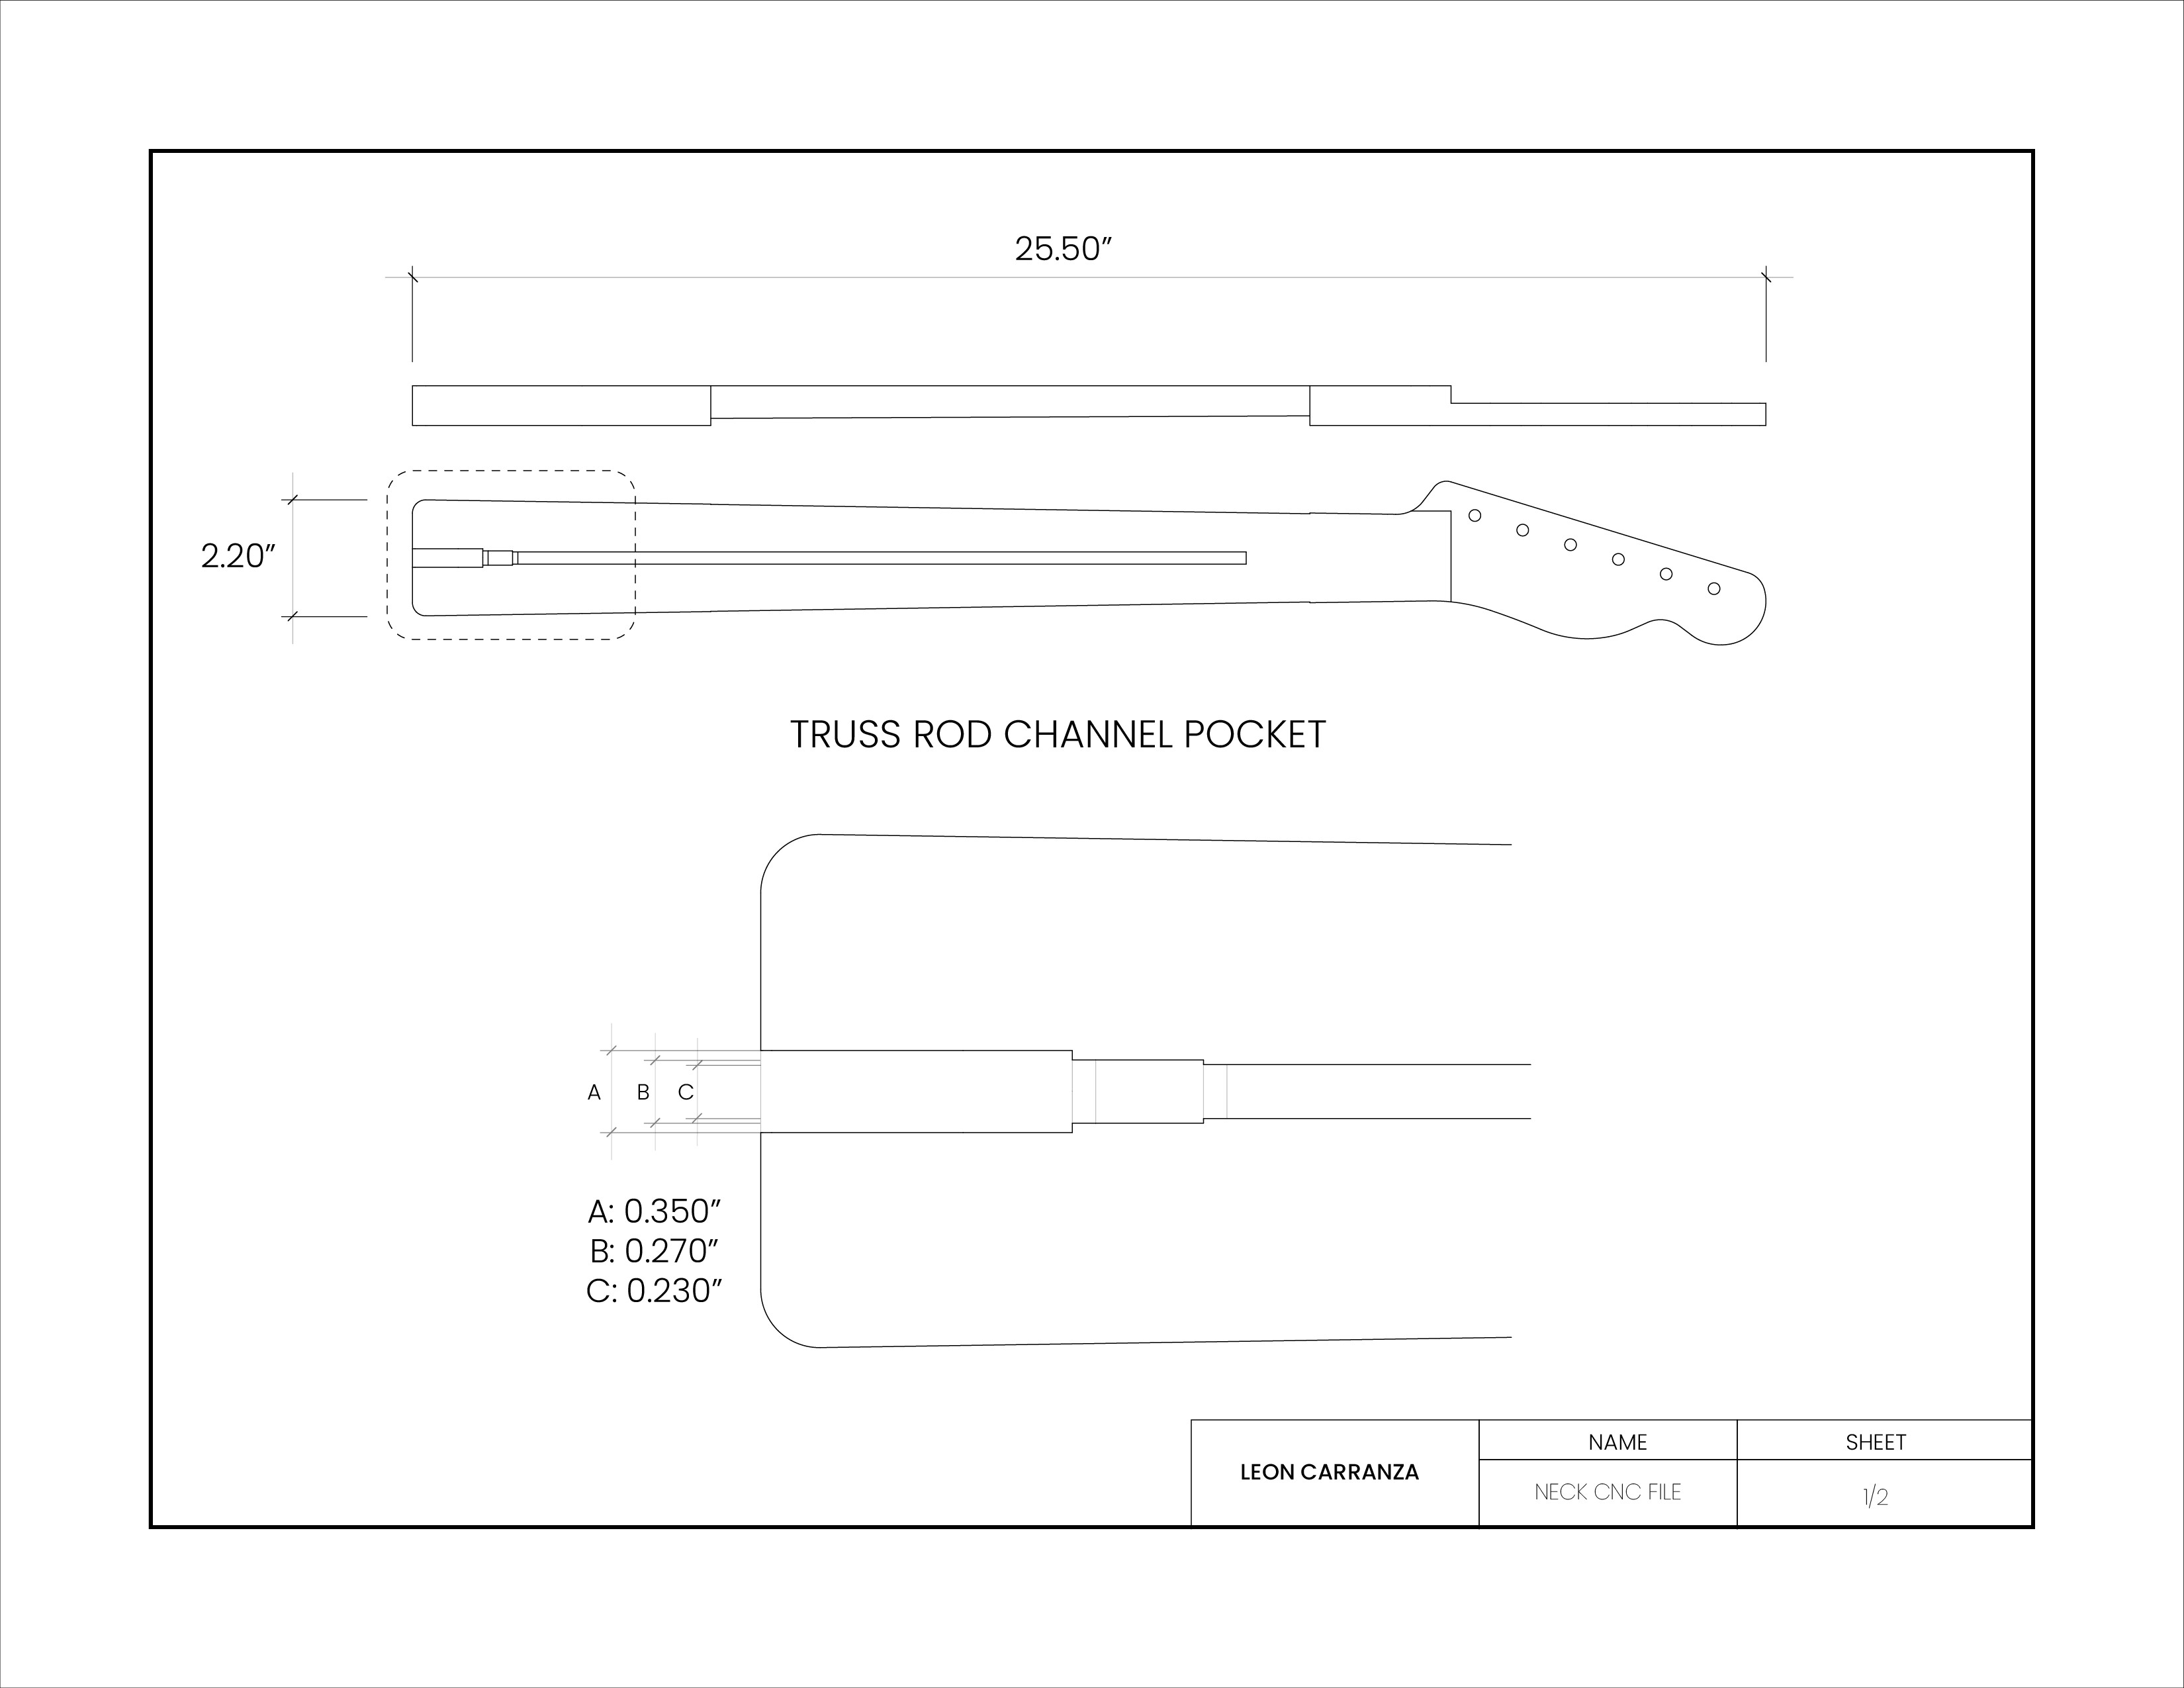 25.50”
2.20”
TRUSS ROD CHANNEL POCKET
A B C
A: 0.350”
B: 0.270”
C: 0.230”
LEON CARRANZA
NAME
SHEET
NECK CNC FILE
1/2